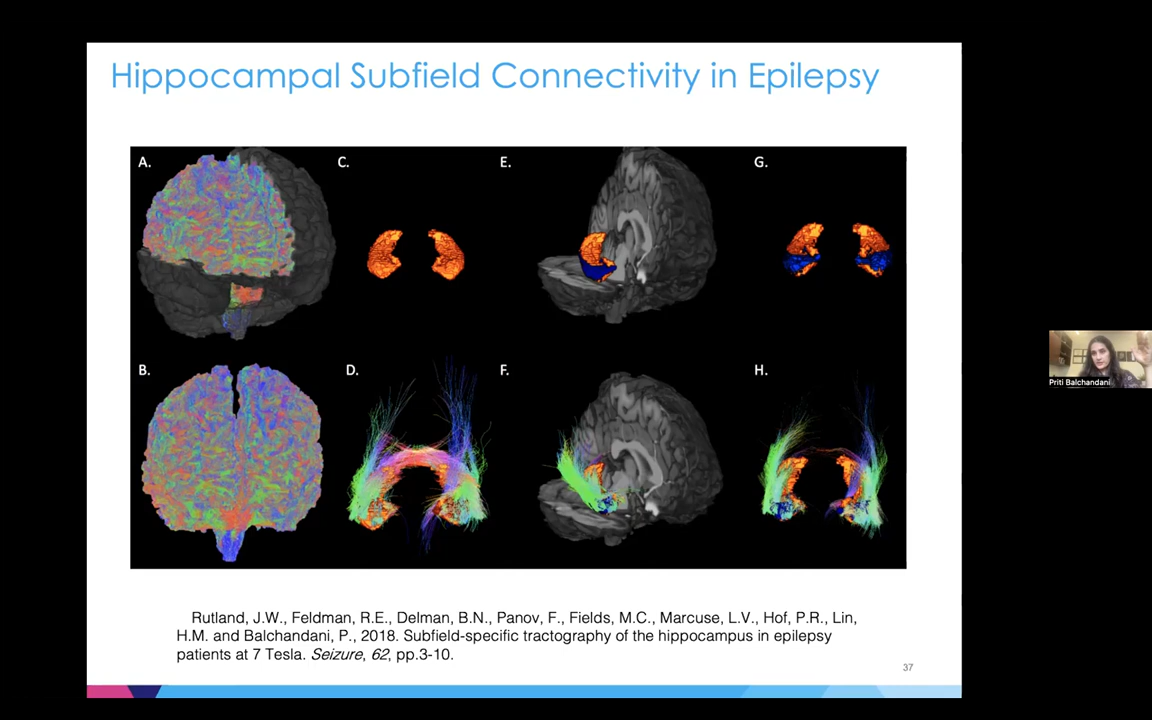 Hippocampal Subfield Connectivity in Epilepsy
A.
C.
E.
G.
B.
D.
F.
H.
Priti Balchandani
Rutland, J.W., Feldman, R.E., Delman, B.N., Panov, F., Fields, M.C., Marcuse, L.V., Hof, P.R., Lin,
H.M. and Balchandani, P., 2018. Subfield-specific tractography of the hippocampus in epilepsy
patients at 7 Tesla. Seizure, 62, pp.3-10.
37